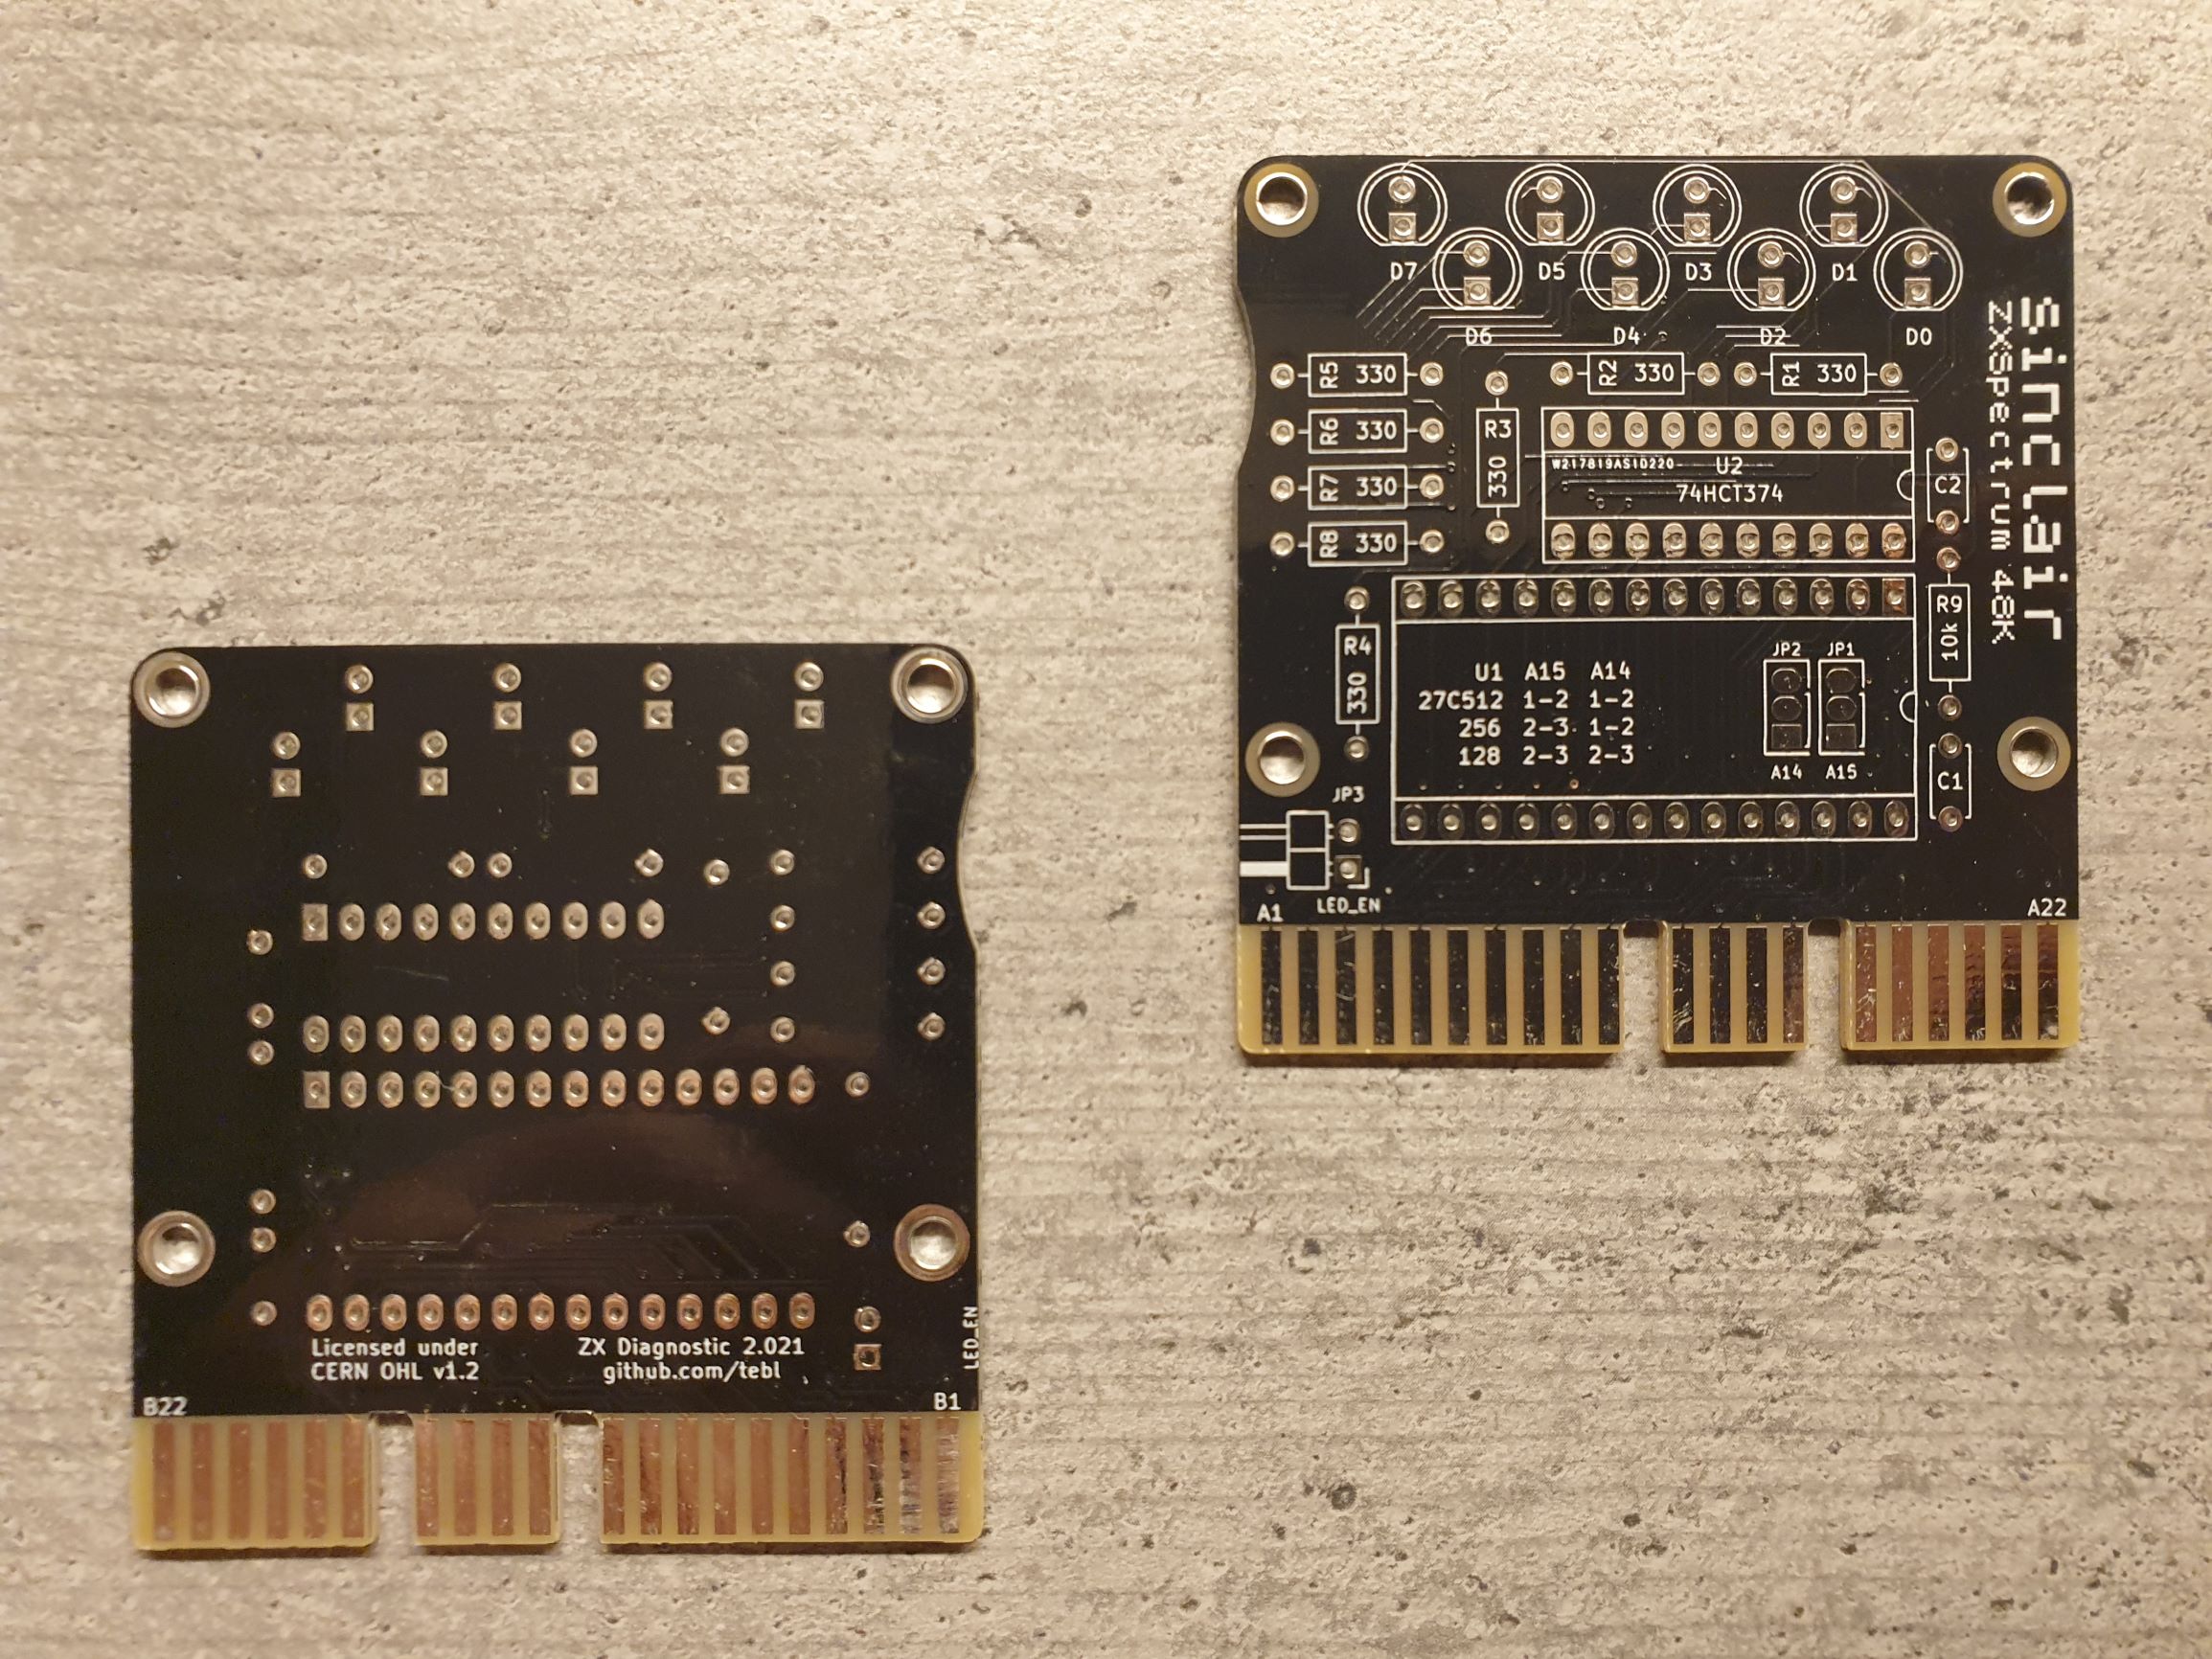 D7
D5
D3
D1
D6
D4
D2
D0
sinclair
ZXSpectrum 48K
R5 330
R6 330
R7 330
R8 330
R3 330
R2 330
R1 330
W217819ASID220
U2
74HCT374
C2
R9 10k
R4 330
U1 A15 A14
27C512 1-2 1-2
256 2-3 1-2
128 2-3 2-3
JP2 JP1
A14 A15
C1
JP3
LED_EN
A1
A22
Licensed under
CERN OHL v1.2
ZX Diagnostic 2.021
github.com/tebl
LED_EN
B22
B1